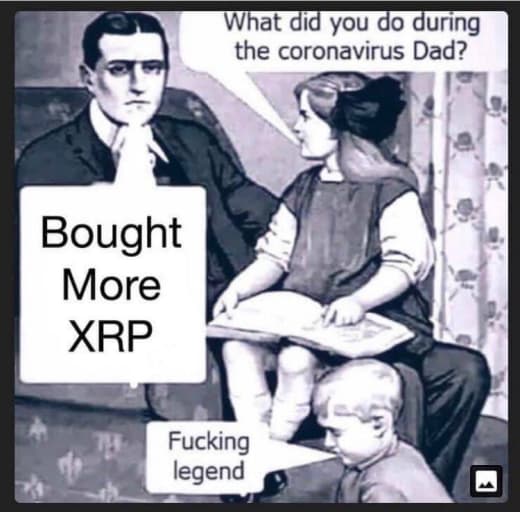 What did you do during
the coronavirus Dad?
Bought
More
XRP
Fucking
legend